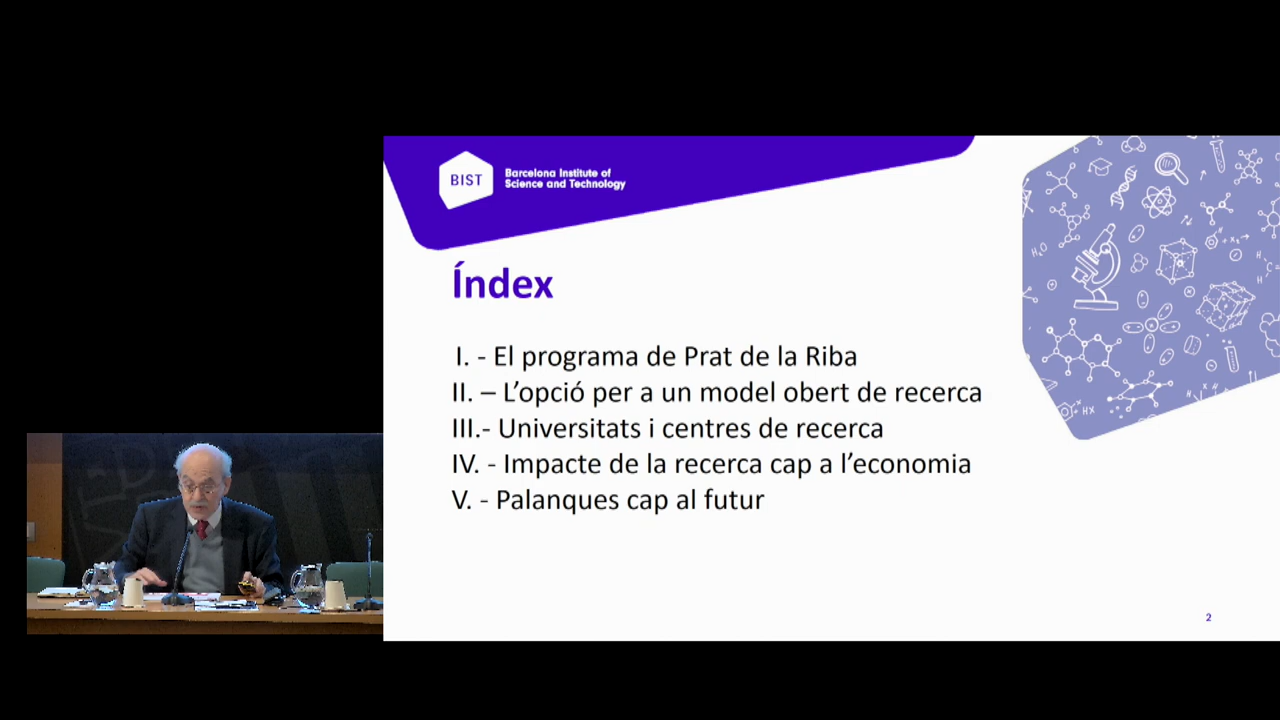 BIST
Barcelona Institute of
Science and Technology
Índex
I. - El programa de Prat de la Riba
II. – L’opció per a un model obert de recerca
III.- Universitats i centres de recerca
IV. - Impacte de la recerca cap a l’economia
V. - Palanques cap al futur
H₂O
HX
2